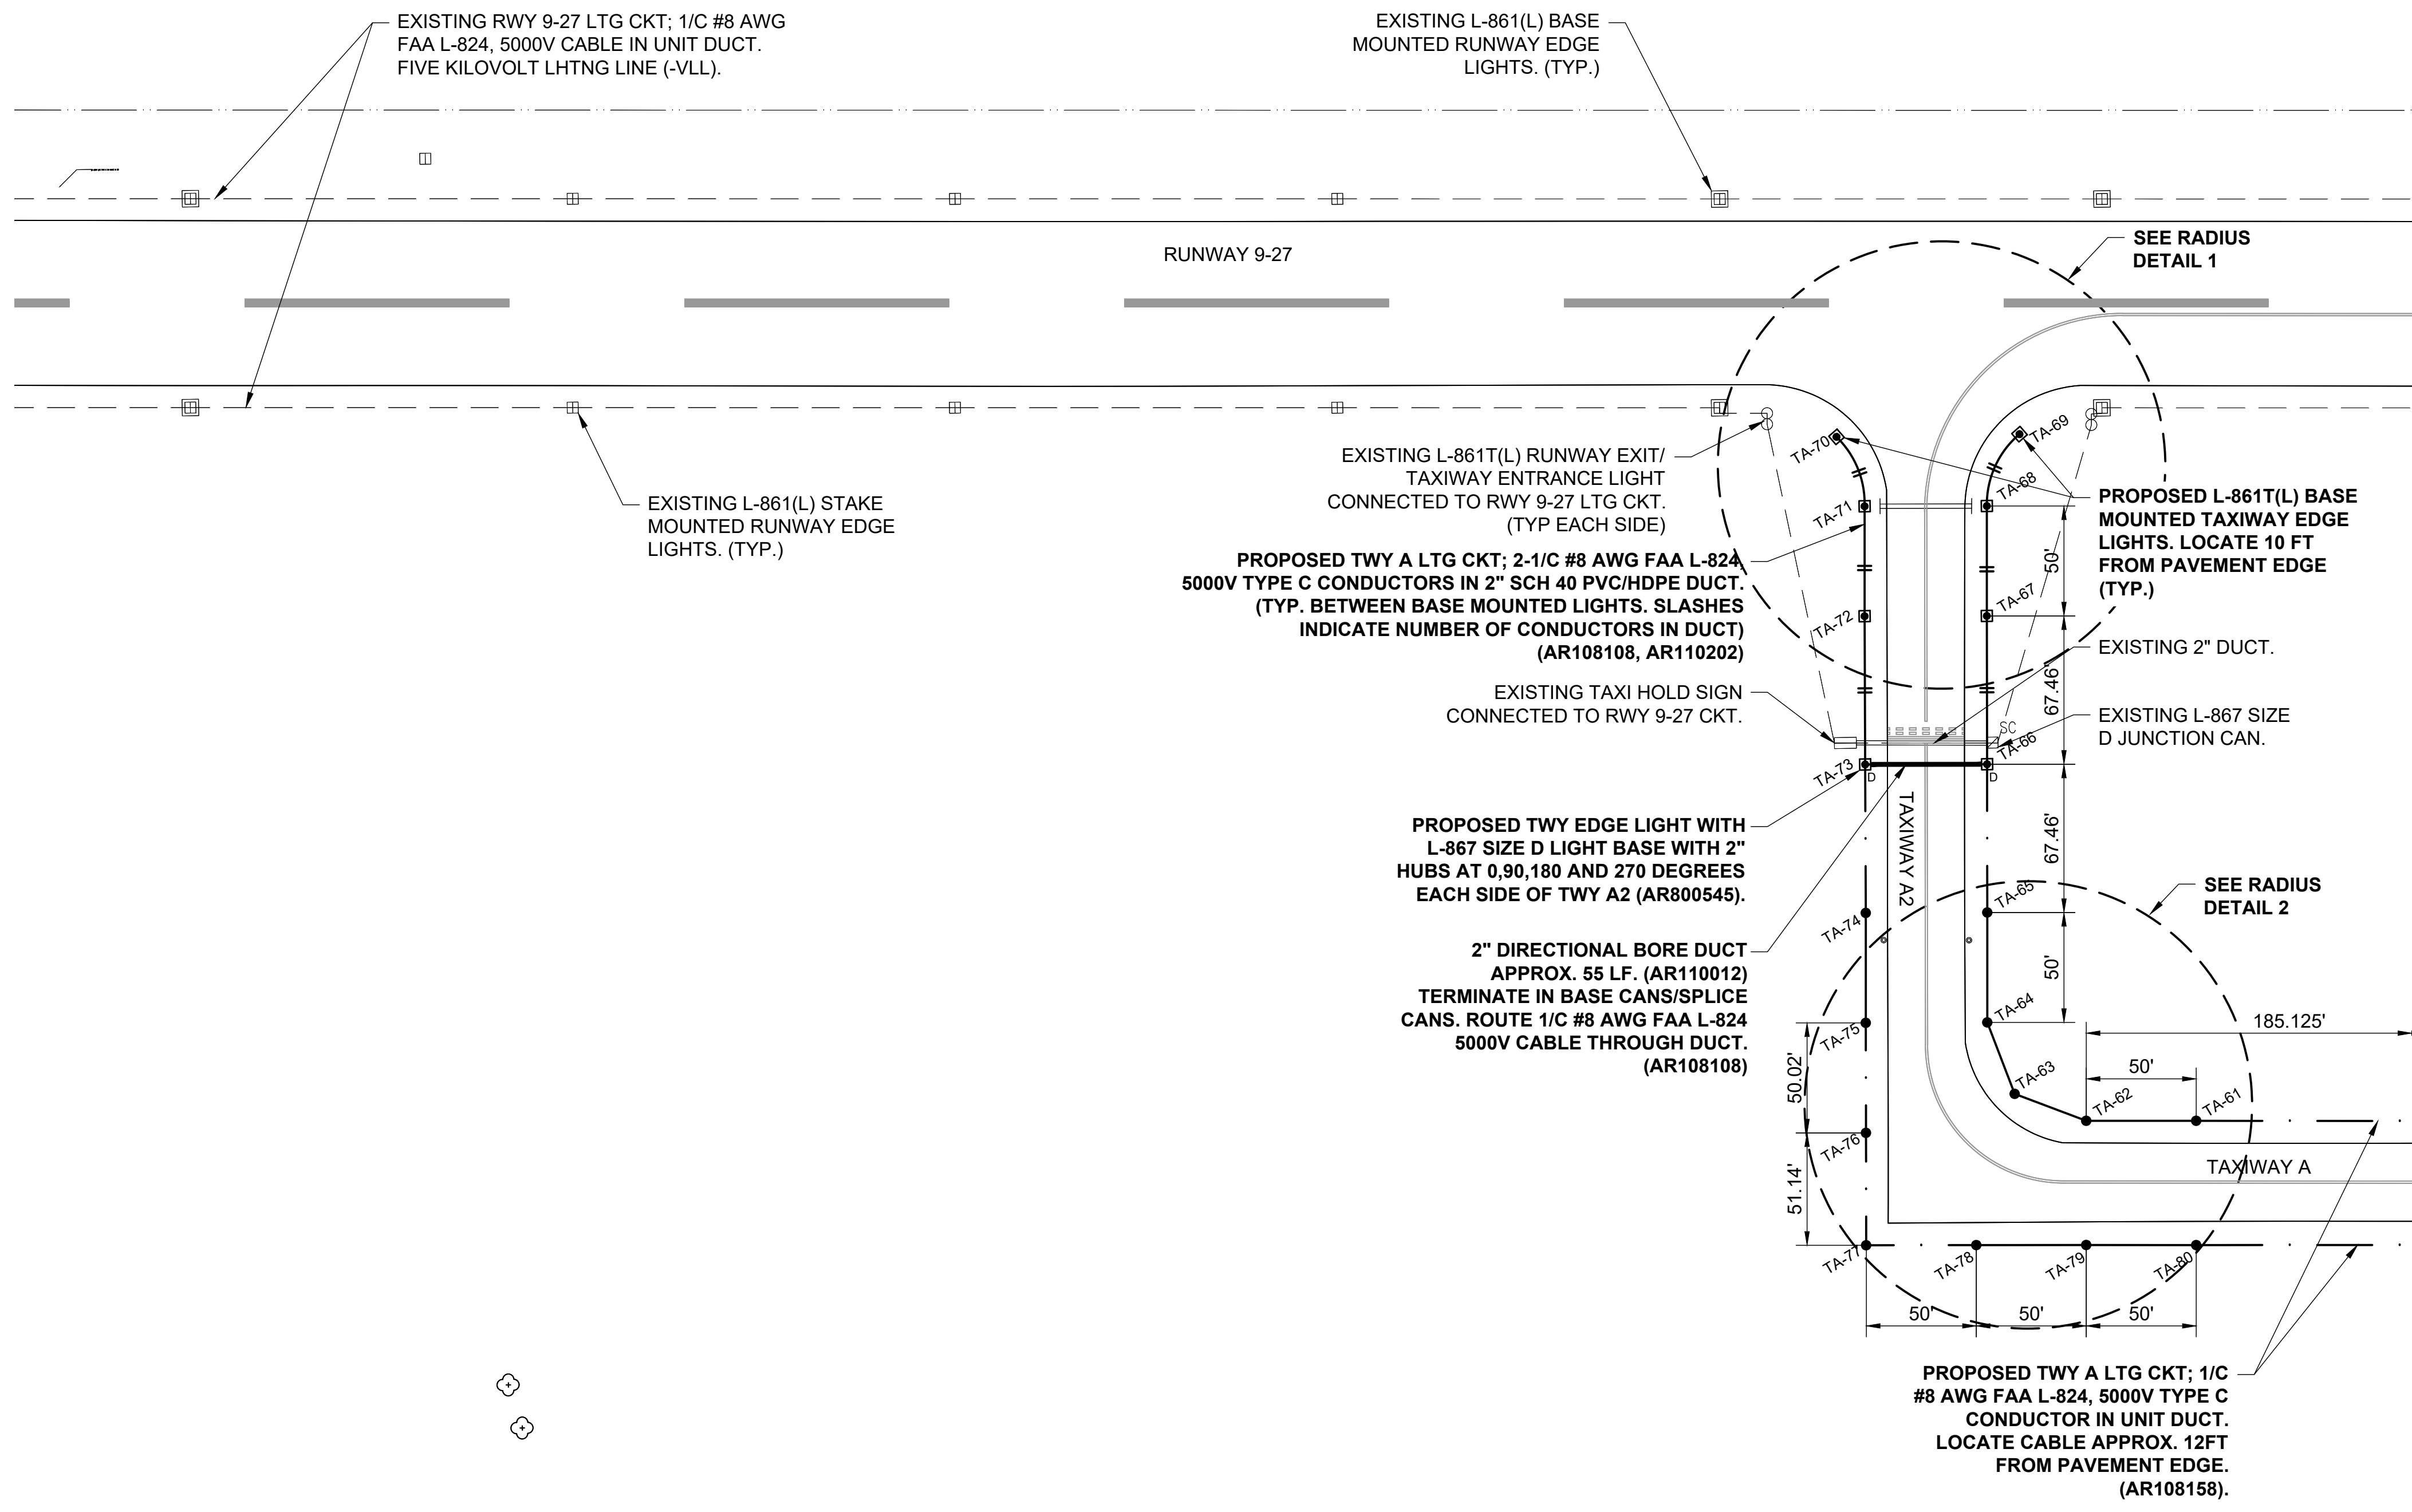 EXISTING RWY 9-27 LTG CKT; 1/C #8 AWG
FAA L-824, 5000V CABLE IN UNIT DUCT.
FIVE KILOVOLT LHTNG LINE (-VLL).
EXISTING L-861(L) BASE
MOUNTED RUNWAY EDGE
LIGHTS. (TYP.)
RUNWAY 9-27
SEE RADIUS
DETAIL 1
EXISTING L-861T(L) RUNWAY EXIT/
TAXIWAY ENTRANCE LIGHT
CONNECTED TO RWY 9-27 LTG CKT.
(TYP EACH SIDE)
EXISTING L-861(L) STAKE
MOUNTED RUNWAY EDGE
LIGHTS. (TYP.)
TA-70
TA-69
TA-71
TA-68
PROPOSED L-861T(L) BASE
MOUNTED TAXIWAY EDGE
LIGHTS. LOCATE 10 FT
FROM PAVEMENT EDGE
(TYP.)
50'
PROPOSED TWY A LTG CKT; 2-1/C #8 AWG FAA L-824,
5000V TYPE C CONDUCTORS IN 2" SCH 40 PVC/HDPE DUCT.
(TYP. BETWEEN BASE MOUNTED LIGHTS. SLASHES
INDICATE NUMBER OF CONDUCTORS IN DUCT)
(AR108108, AR110202)
TA-72
TA-67
EXISTING 2" DUCT.
67.46'
EXISTING TAXI HOLD SIGN
CONNECTED TO RWY 9-27 CKT.
SC
EXISTING L-867 SIZE
D JUNCTION CAN.
TA-73
TA-66
D
D
PROPOSED TWY EDGE LIGHT WITH
L-867 SIZE D LIGHT BASE WITH 2"
HUBS AT 0,90,180 AND 270 DEGREES
EACH SIDE OF TWY A2 (AR800545).
TAXIWAY A2
67.46'
SEE RADIUS
DETAIL 2
TA-74
TA-65
2" DIRECTIONAL BORE DUCT
APPROX. 55 LF. (AR110012)
TERMINATE IN BASE CANS/SPLICE
CANS. ROUTE 1/C #8 AWG FAA L-824
5000V CABLE THROUGH DUCT.
(AR108108)
50'
TA-75
TA-64
185.125'
50.02'
TA-63
50'
TA-62
TA-61
TA-76
51.14'
TAXIWAY A
TA-77
TA-78
TA-79
TA-80
50'
50'
50'
PROPOSED TWY A LTG CKT; 1/C
#8 AWG FAA L-824, 5000V TYPE C
CONDUCTOR IN UNIT DUCT.
LOCATE CABLE APPROX. 12FT
FROM PAVEMENT EDGE.
(AR108158).